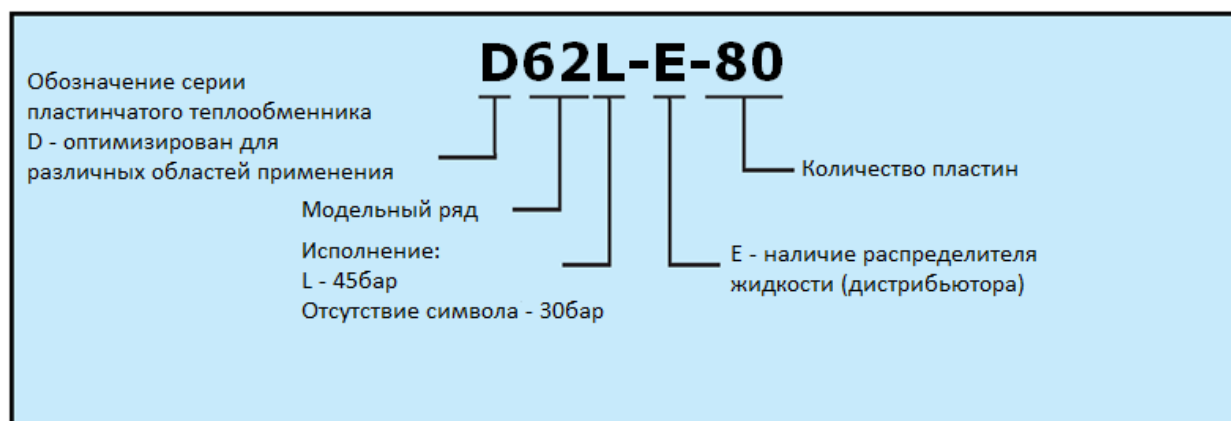 D62L-E-80
Обозначение серии
пластинчатого теплообменника
D - оптимизирован для
различных областей применения
Количество пластин
Модельный ряд
Исполнение:
L - 45бар
Отсутствие символа - 30бар
E - наличие распределителя
жидкости (дистрибьютора)